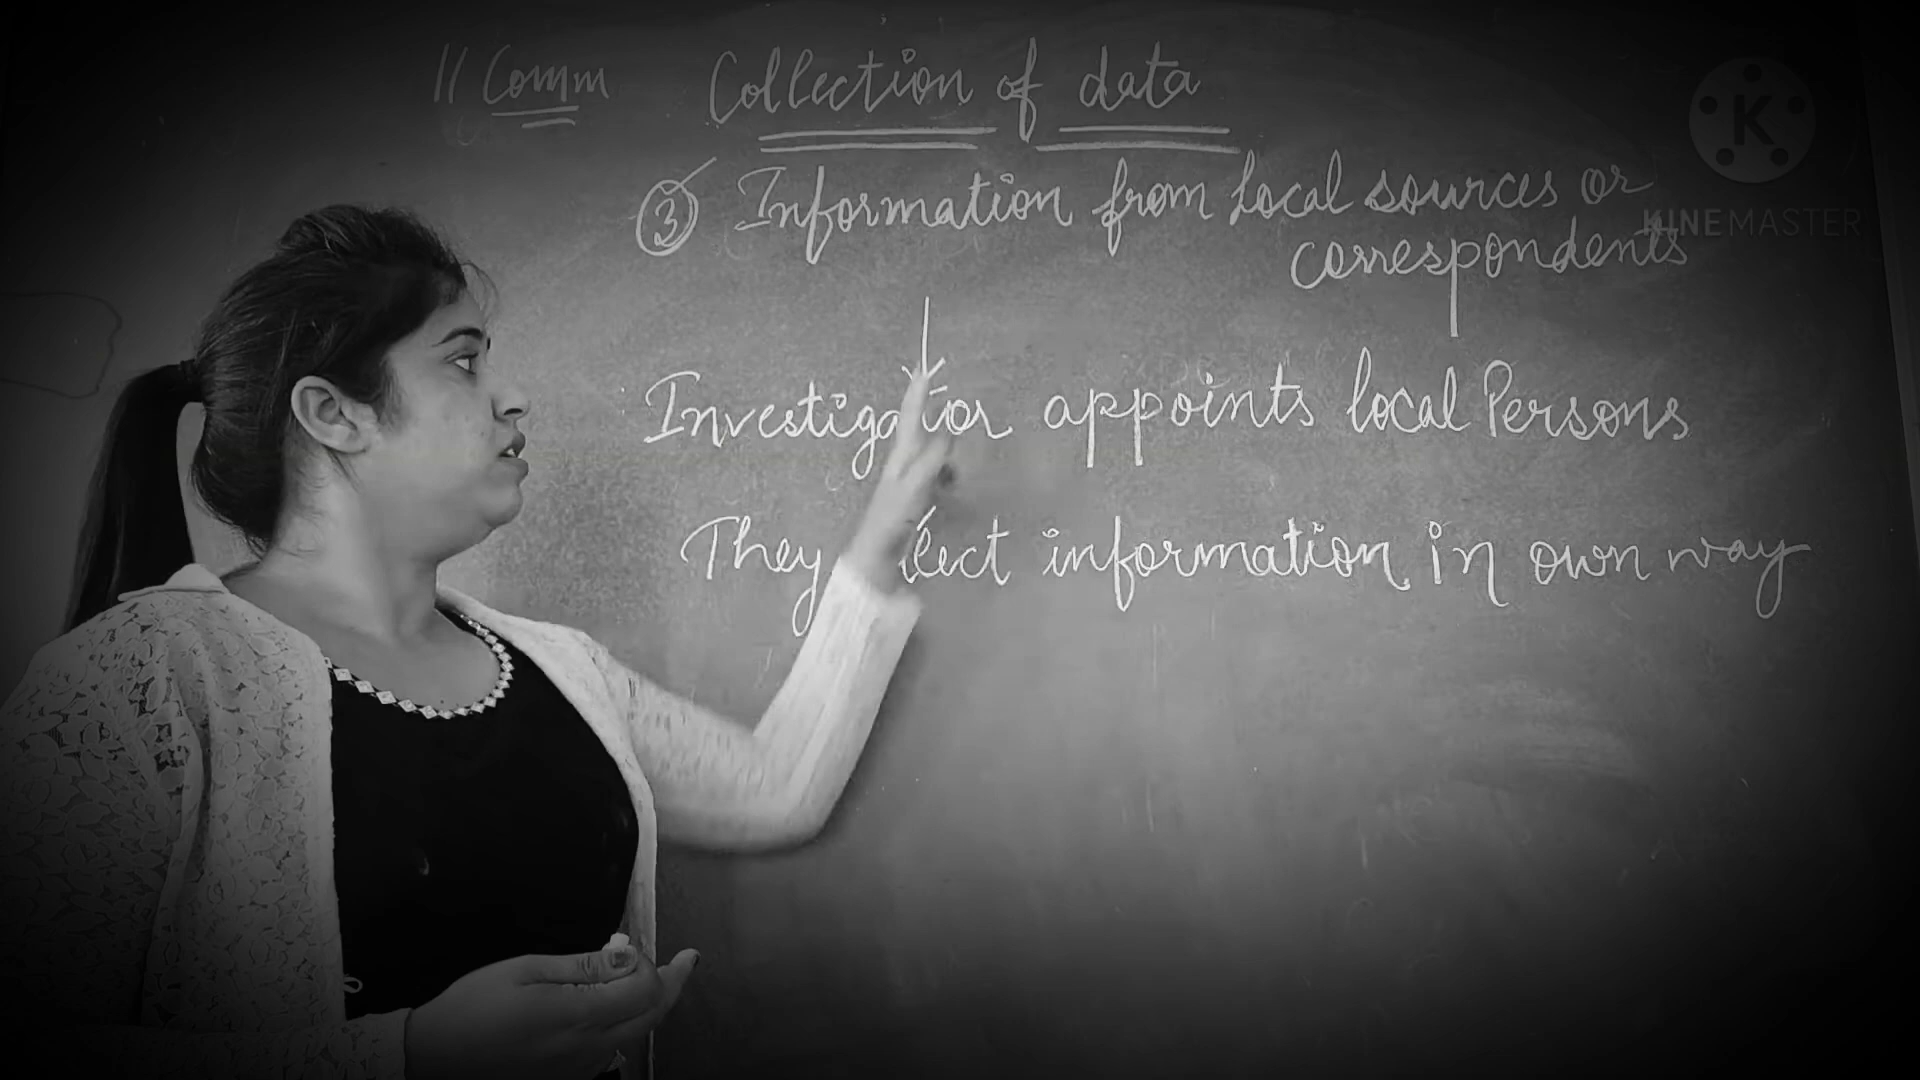 11 Comm Collection of data
③ Information from local sources or
correspondents
KINEMASTER
Investigator appoints local Persons
They information in own way